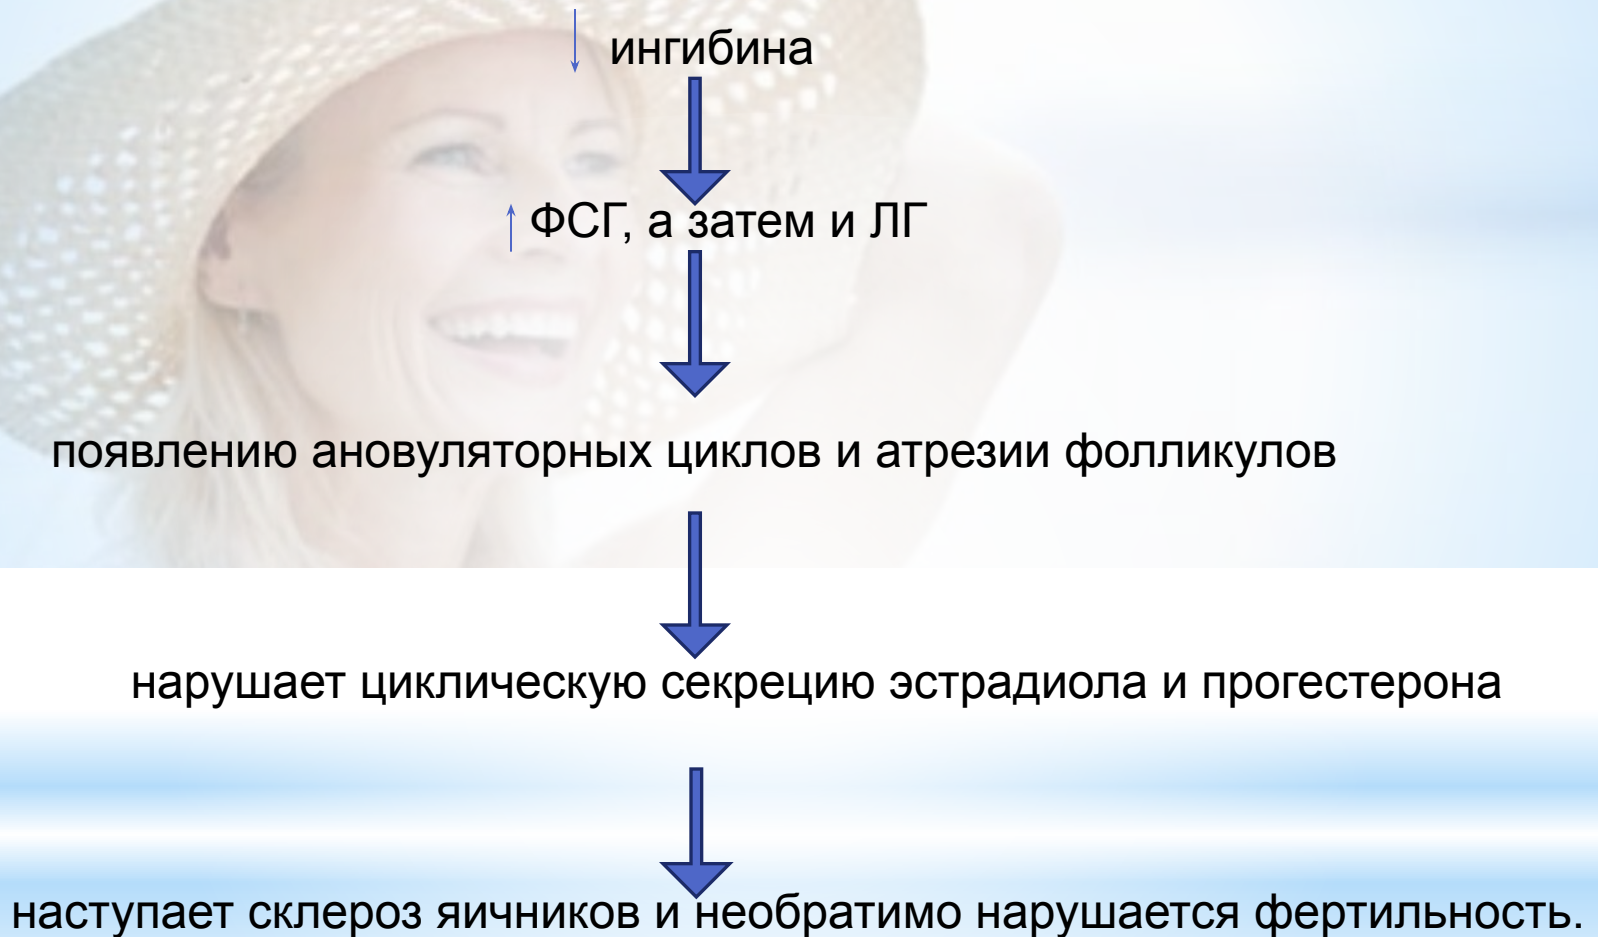 ингибина
ФСГ, а затем и ЛГ
появлению ановуляторных циклов и атрезии фолликулов
нарушает циклическую секрецию эстрадиола и прогестерона
наступает склероз яичников и необратимо нарушается фертильность.